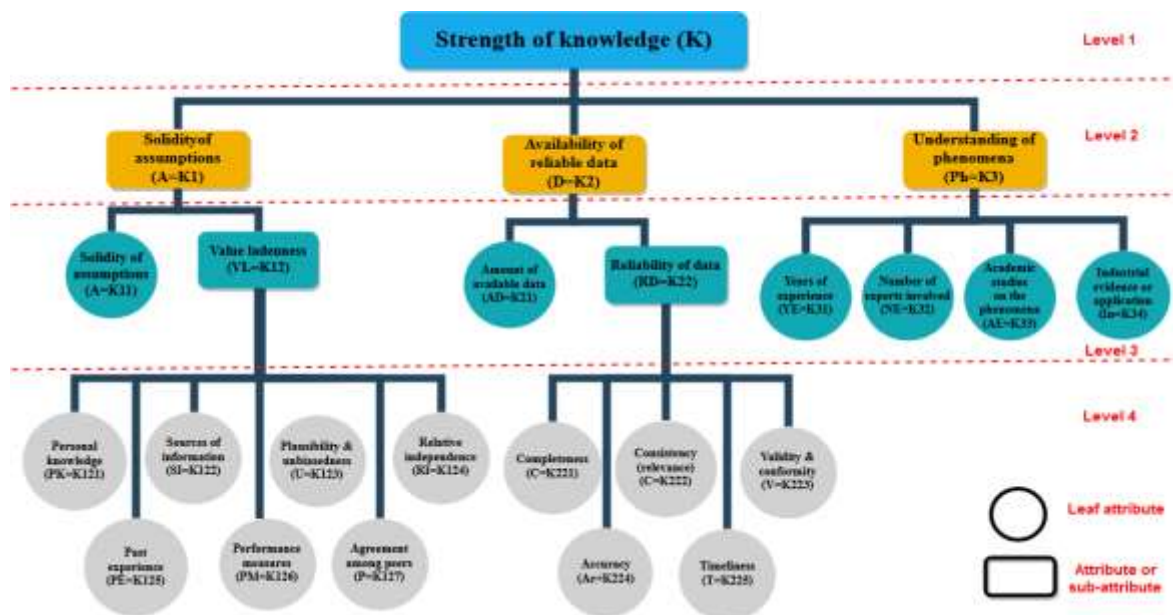 Strength of knowledge (K)
Level 1
Solidityof
assumptions
(A=K1)
Availability of
reliable data
(D=K2)
Understanding of
phenomena
(Ph=K3)
Level 2
Solidity of
assumptions
(A=K11)
Value ladenness
(VL=K12)
Amount of
available data
(AD=K21)
Reliability of data
(RD=K22)
Years of
experience
(YE=K31)
Number of
experts involved
(NE=K32)
Academic
studies
on the
phenomena
(AE=K33)
Industrial
evidence or
application
(In=K34)
Level 3
Personal
knowledge
(PK=K121)
Sources of
information
(SI=K122)
Plausibility &
unbiasedness
(U=K123)
Relative
independence
(RI=K124)
Completeness
(C=K221)
Consistency
(relevance)
(C=K222)
Validity &
conformity
(V=K223)
Level 4
Past
experience
(PE=K125)
Performance
measures
(PM=K126)
Agreement
among peers
(P=K127)
Accuracy
(Ac=K224)
Timeliness
(T=K225)
Leaf attribute
Attribute or
sub-attribute